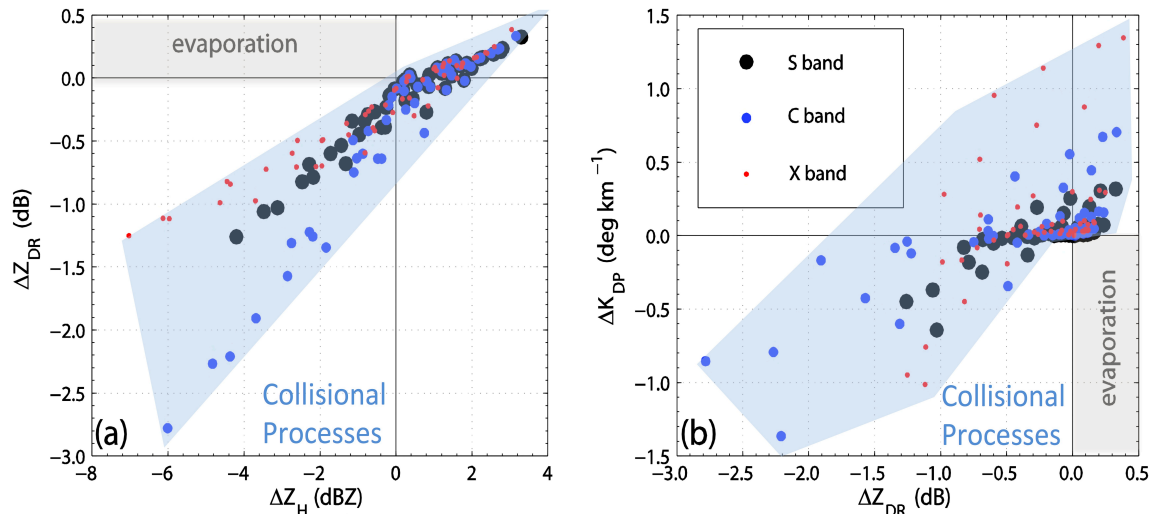 0.5
evaporation
0.0
−0.5
−1.0
−1.5
−2.0
−2.5
−3.0
ΔZDR (dB)
Collisional
Processes
(a)
−8
−6
−4
−2
0
2
4
ΔZH (dBZ)
1.5
1.0
0.5
0.0
−0.5
−1.0
−1.5
ΔKDP (deg km−1)
S band
C band
X band
evaporation
Collisional
Processes
(b)
−3.0
−2.5
−2.0
−1.5
−1.0
−0.5
0.0
0.5
ΔZDR (dB)